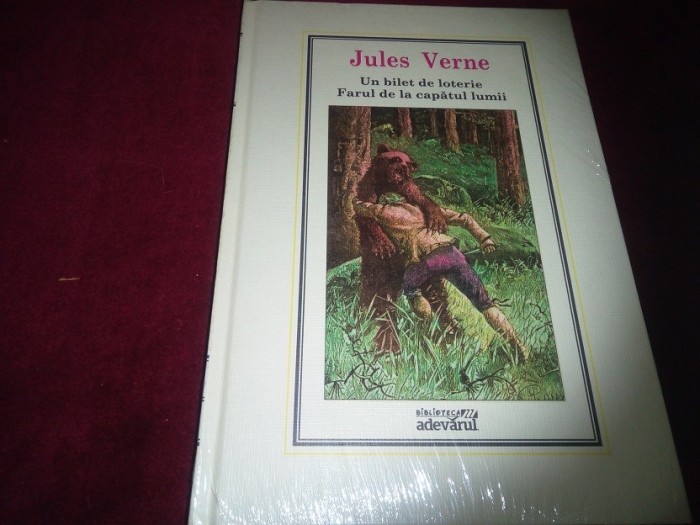 Jules Verne
Un bilet de loterie
Farul de la capătul lumii
BIBLIOTECA
adevărul